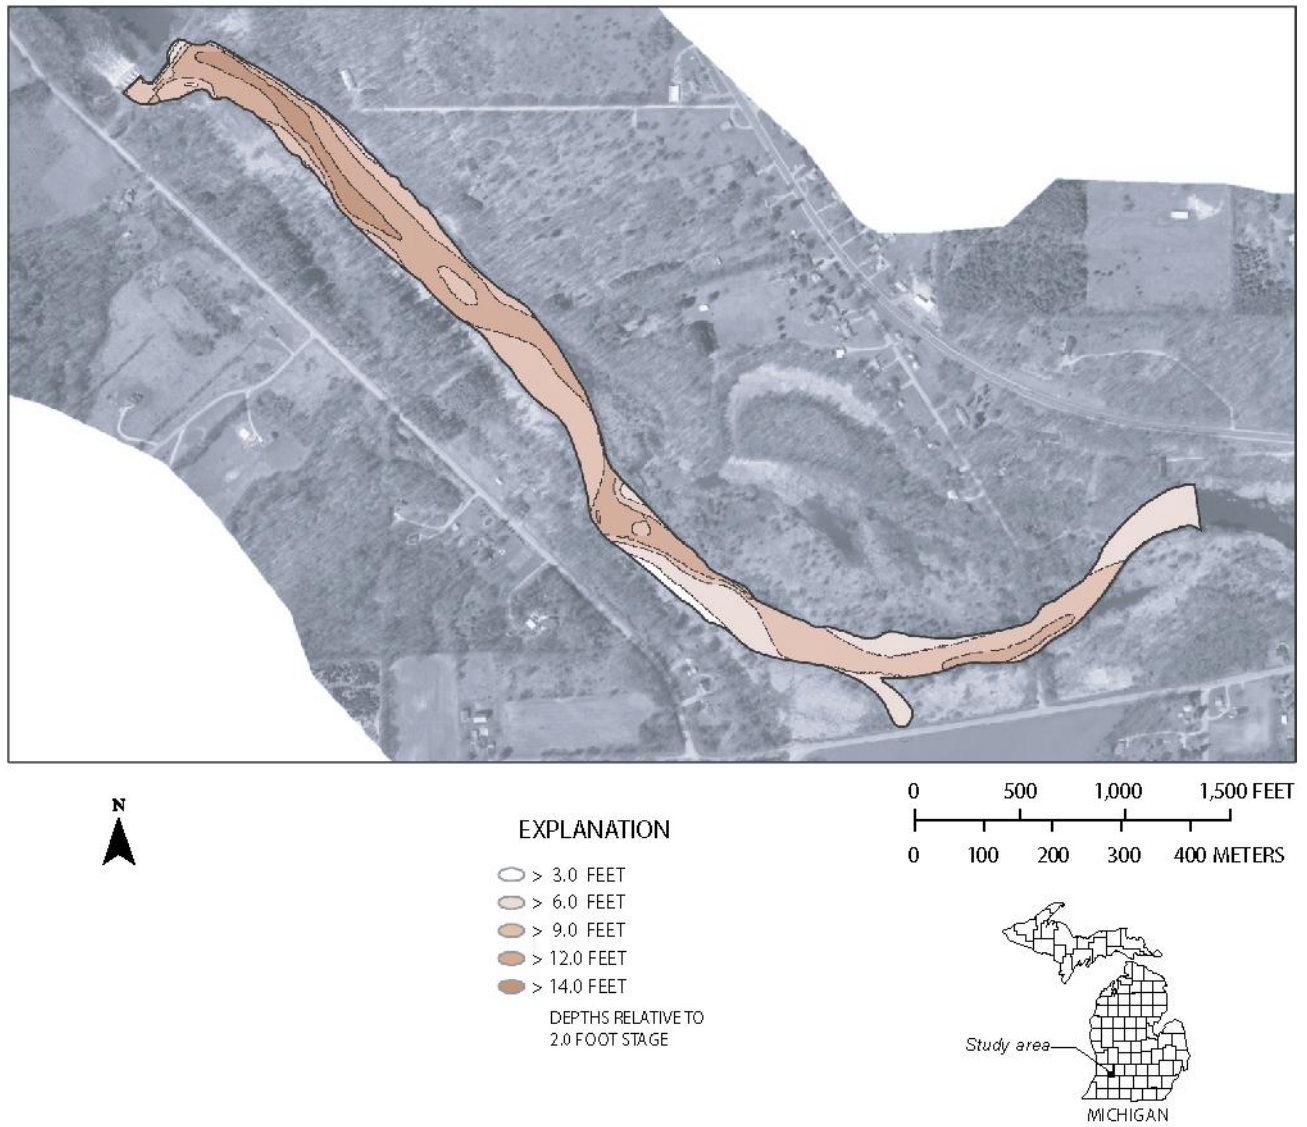 N
EXPLANATION
> 3.0 FEET
> 6.0 FEET
> 9.0 FEET
> 12.0 FEET
> 14.0 FEET
DEPTHS RELATIVE TO
2.0 FOOT STAGE
0 500 1,000 1,500 FEET
0 100 200 300 400 METERS
Study area
MICHIGAN